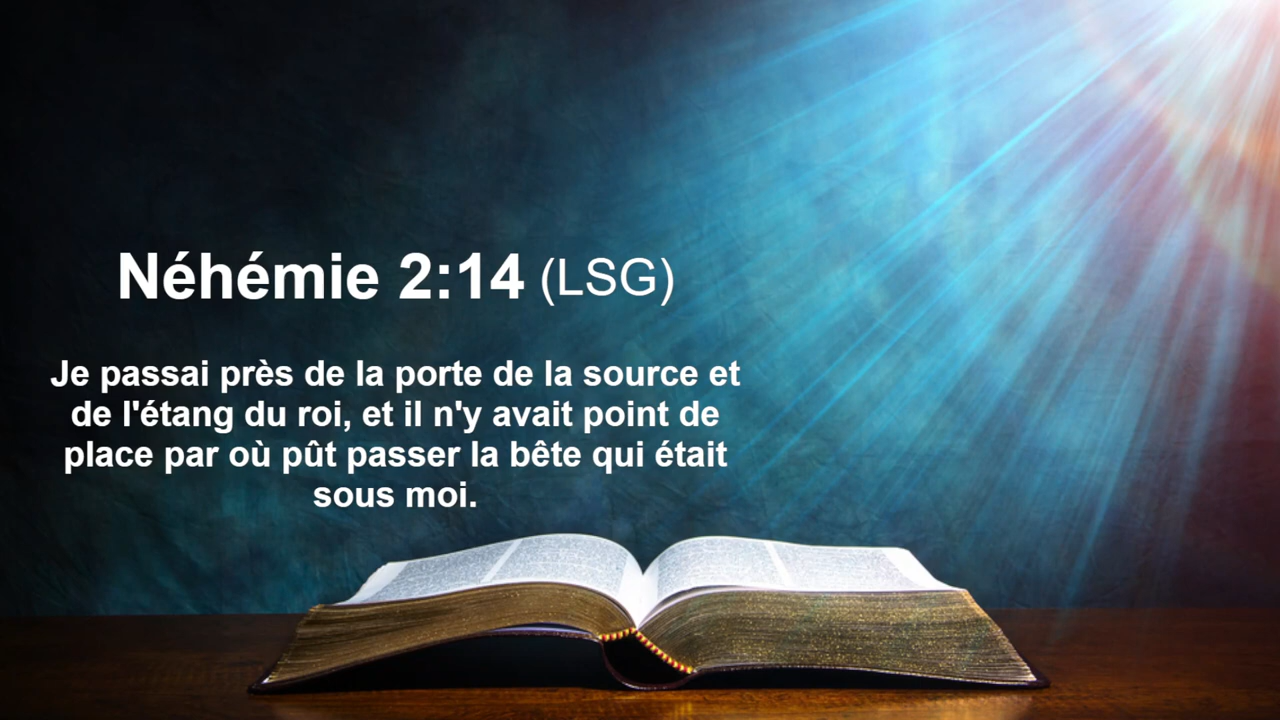 Néhémie 2:14 (LSG)
Je passai près de la porte de la source et
de l'étang du roi, et il n'y avait point de
place par où pût passer la bête qui était
sous moi.